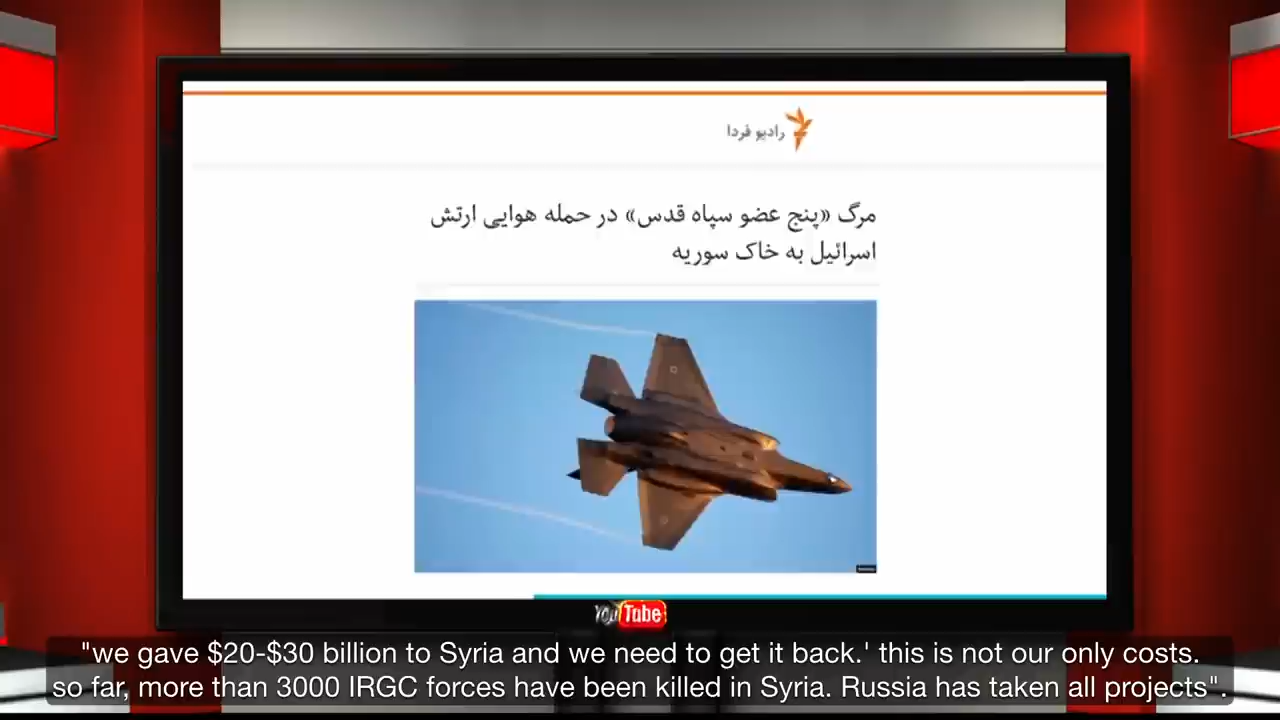 رادیو فردا
مرگ «پنج عضو سپاه قدس» در حمله هوایی ارتش
اسرائیل به خاک سوریه
YouTube
"we gave $20-$30 billion to Syria and we need to get it back.' this is not our only costs.
so far, more than 3000 IRGC forces have been killed in Syria. Russia has taken all projects".